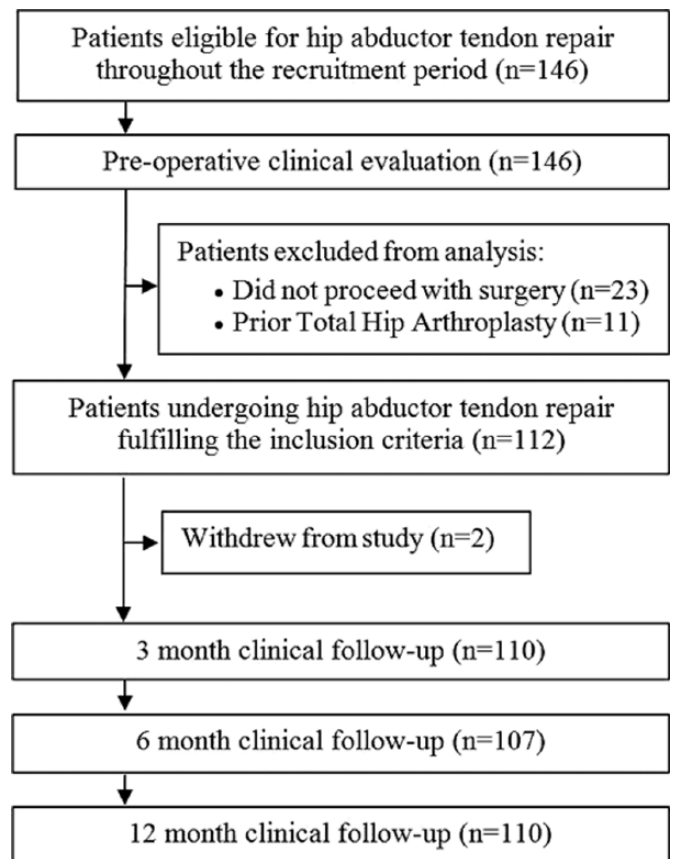 Patients eligible for hip abductor tendon repair
throughout the recruitment period (n=146)
Pre-operative clinical evaluation (n=146)
Patients excluded from analysis:
• Did not proceed with surgery (n=23)
• Prior Total Hip Arthroplasty (n=11)
Patients undergoing hip abductor tendon repair
fulfilling the inclusion criteria (n=112)
Withdrew from study (n=2)
3 month clinical follow-up (n=110)
6 month clinical follow-up (n=107)
12 month clinical follow-up (n=110)